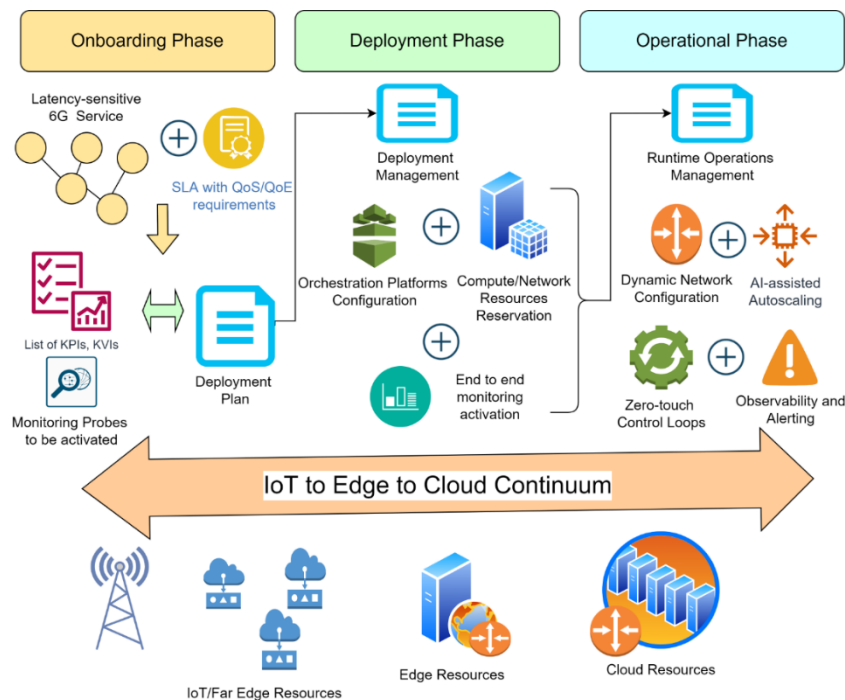 Onboarding Phase
Deployment Phase
Operational Phase
Latency-sensitive
6G Service
SLA with QoS/QoE
requirements
List of KPIs, KVIs
Monitoring Probes
to be activated
Deployment
Plan
Deployment
Management
Orchestration Platforms
Configuration
Compute/Network
Resources
Reservation
End to end
monitoring
activation
Runtime Operations
Management
Dynamic Network
Configuration
AI-assisted
Autoscaling
Zero-touch
Control Loops
Observability and
Alerting
IoT to Edge to Cloud Continuum
IoT/Far Edge Resources
Edge Resources
Cloud Resources